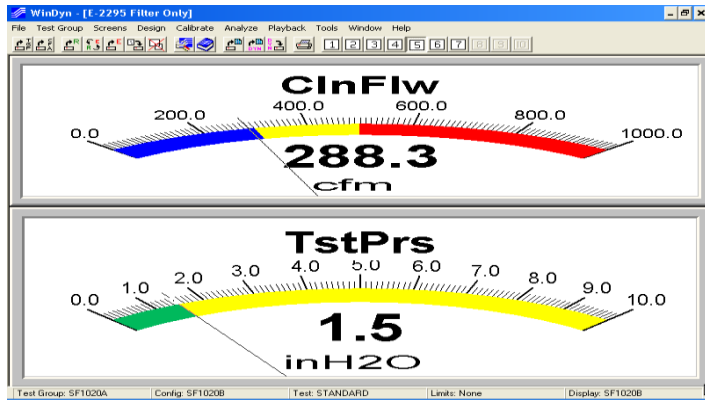 WinDyn - [E-2295 Filter Only]
File Test Group Screens Design Calibrate Analyze Playback Tools Window Help
1 2 3 4 5 6 7 8 9 10
ClnFlw
0.0 200.0 400.0 600.0 800.0 1000.0
288.3
cfm
TstPrs
0.0 1.0 2.0 3.0 4.0 5.0 6.0 7.0 8.0 9.0 10.0
1.5
inH2O
Test Group: SF1020A Config: SF1020B Test: STANDARD Limits: None Display: SF1020B